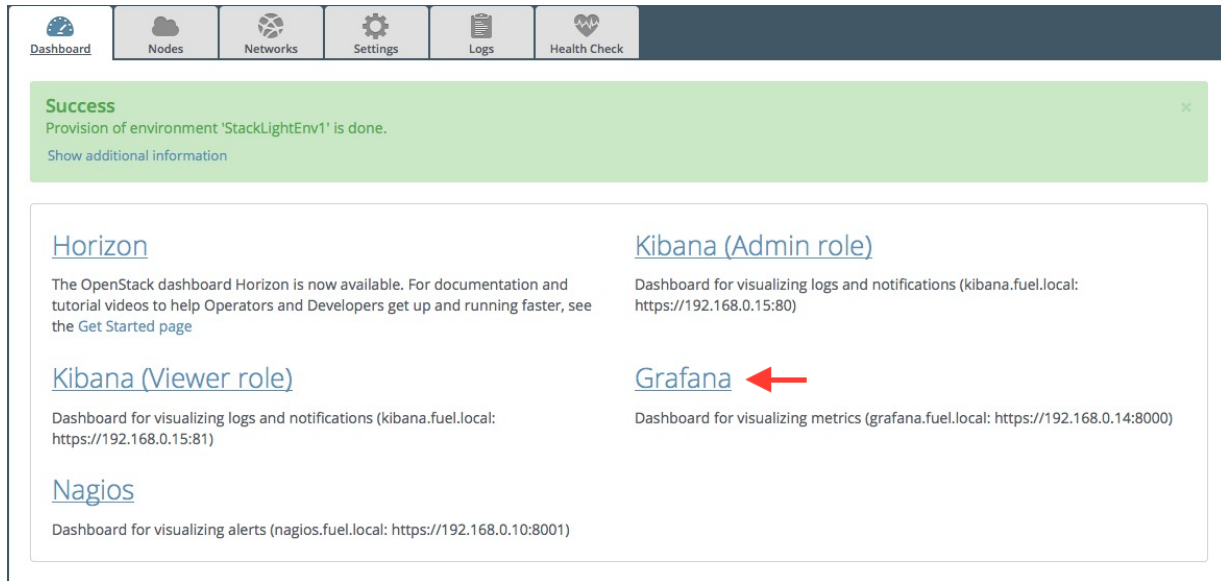 Dashboard
Nodes
Networks
Settings
Logs
Health Check
Success
Provision of environment 'StackLightEnv1' is done.
Show additional information
×
Horizon
The OpenStack dashboard Horizon is now available. For documentation and
tutorial videos to help Operators and Developers get up and running faster, see
the Get Started page
Kibana (Admin role)
Dashboard for visualizing logs and notifications (kibana.fuel.local:
https://192.168.0.15:80)
Kibana (Viewer role)
Dashboard for visualizing logs and notifications (kibana.fuel.local:
https://192.168.0.15:81)
Grafana
Dashboard for visualizing metrics (grafana.fuel.local: https://192.168.0.14:8000)
Nagios
Dashboard for visualizing alerts (nagios.fuel.local: https://192.168.0.10:8001)